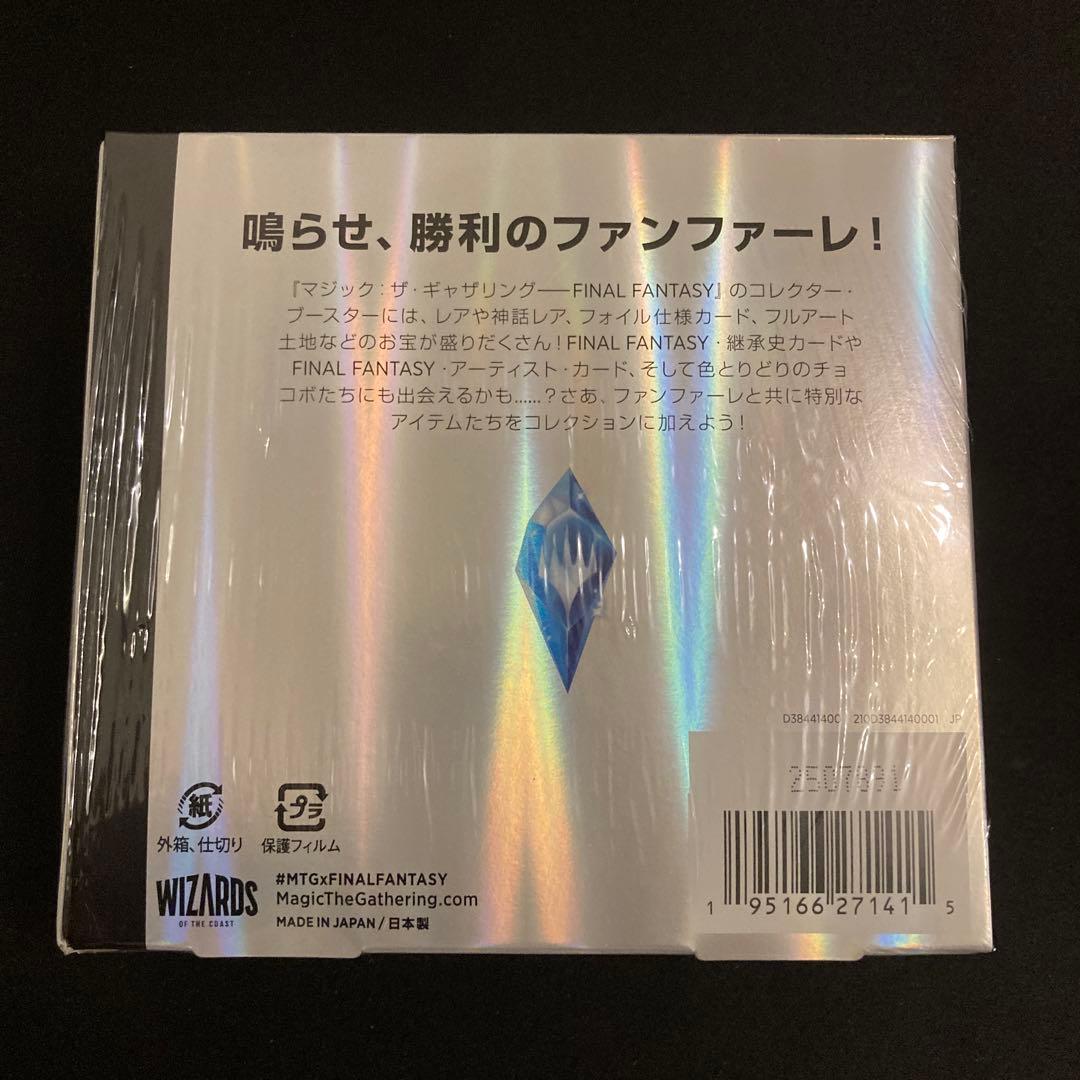 鳴らせ、勝利のファンファーレ！
『マジック：ザ・ギャザリング——FINAL FANTASY』のコレクター・
ブースターには、レアや神話レア、フォイル仕様カード、フルアート
土地などのお宝が盛りだくさん！FINAL FANTASY・継承史カードや
FINAL FANTASY・アーティスト・カード、そして色とりどりのチョ
コボたちにも出会えるかも……？さあ、ファンファーレと共に特別な
アイテムたちをコレクションに加えよう！
D38441400 210D3844140001 JP
紙
外箱、仕切り
プラ
保護フィルム
WIZARDS
OF THE COAST
#MTGxFINALFANTASY
MagicTheGathering.com
MADE IN JAPAN / 日本製
1 95166 27141 5